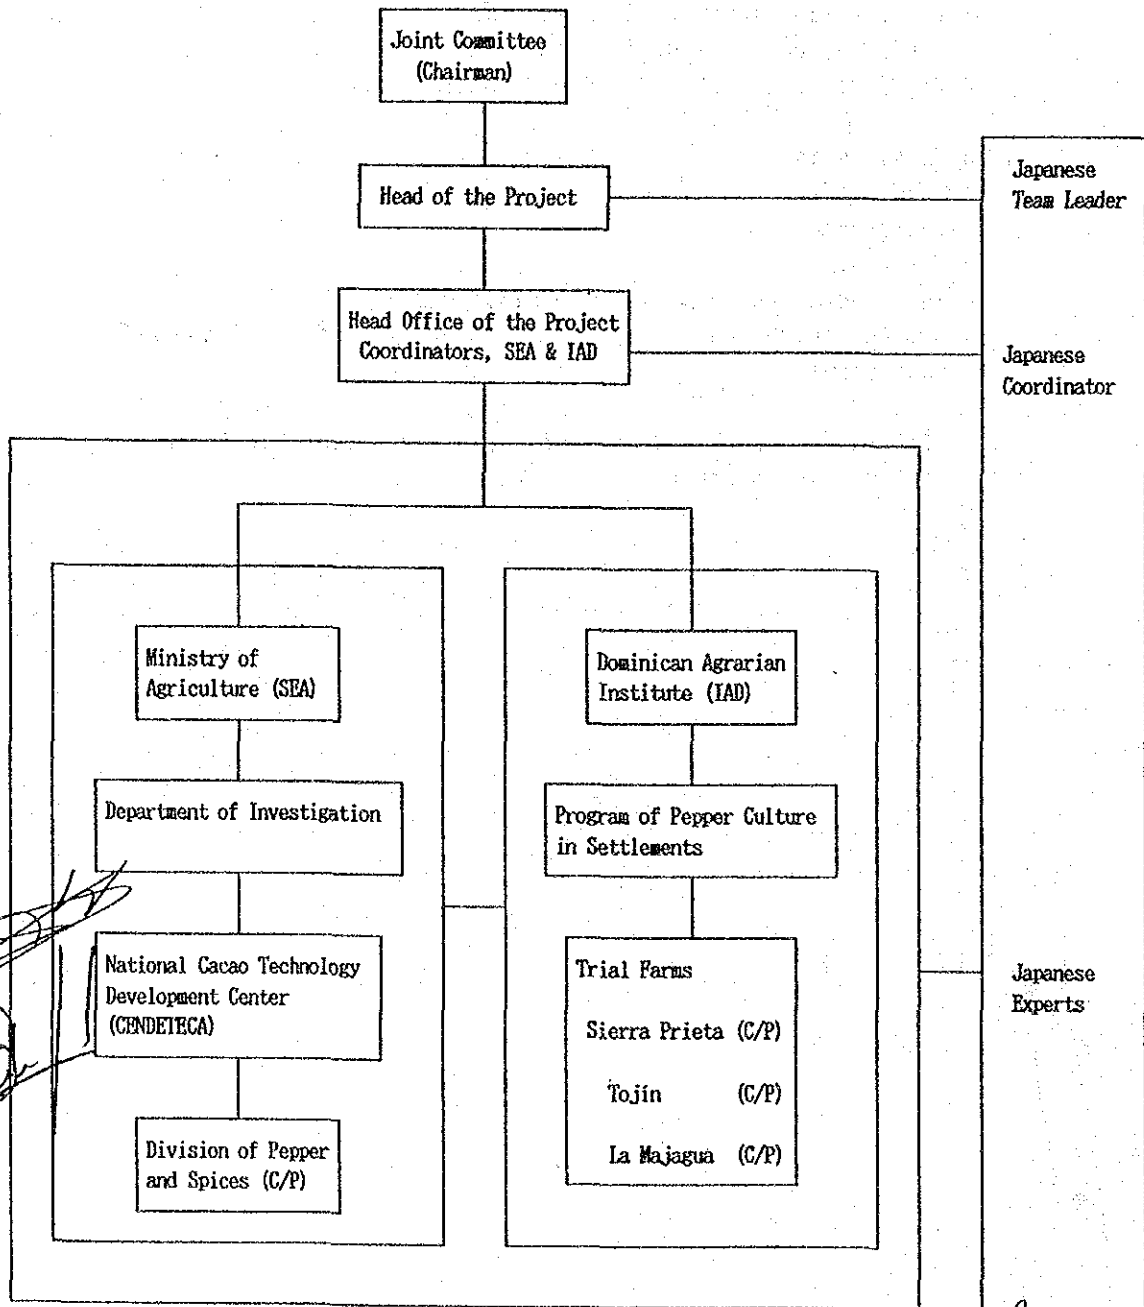 Joint Committee
(Chairman)
Head of the Project
Japanese
Team Leader
Head Office of the Project
Coordinators, SEA & IAD
Japanese
Coordinator
Ministry of
Agriculture (SEA)
Department of Investigation
National Cacao Technology
Development Center
(CENDETECA)
Division of Pepper
and Spices (C/P)
Dominican Agrarian
Institute (IAD)
Program of Pepper Culture
in Settlements
Trial Farms
Sierra Prieta (C/P)
Tojín (C/P)
La Majagua (C/P)
Japanese
Experts